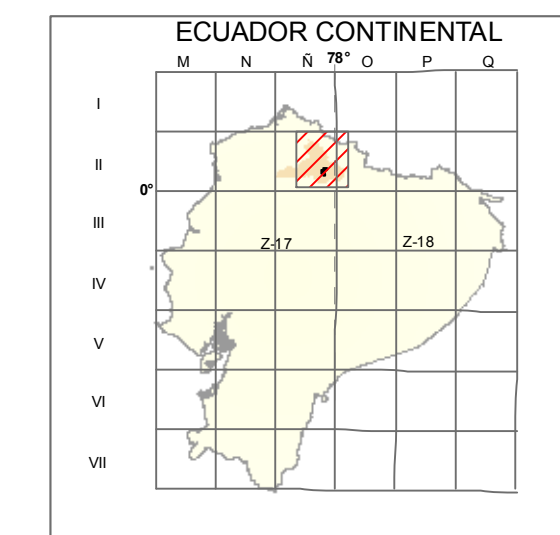 ECUADOR CONTINENTAL
M N Ñ 78° O P Q
I
II
0°
III
Z-17 Z-18
IV
V
VI
VII